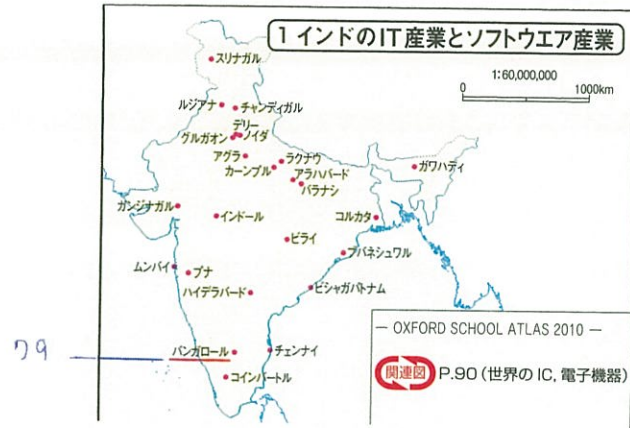 1 インドのIT産業とソフトウエア産業
1:60,000,000
0 1000km
スリナガル
ルジアナ
チャンディガル
デリー
グルガオン
ノイダ
アグラ
ラクナウ
カーンプル
アラハバード
バラナシ
ガワハティ
ガンジナガル
インドール
コルカタ
ビライ
ブバネシュワル
ムンバイ
プナ
ハイデラバード
ビシャガパトナム
— OXFORD SCHOOL ATLAS 2010 —
関連図 P.90(世界のIC,電子機器)
79
バンガロール
チェンナイ
コインバートル